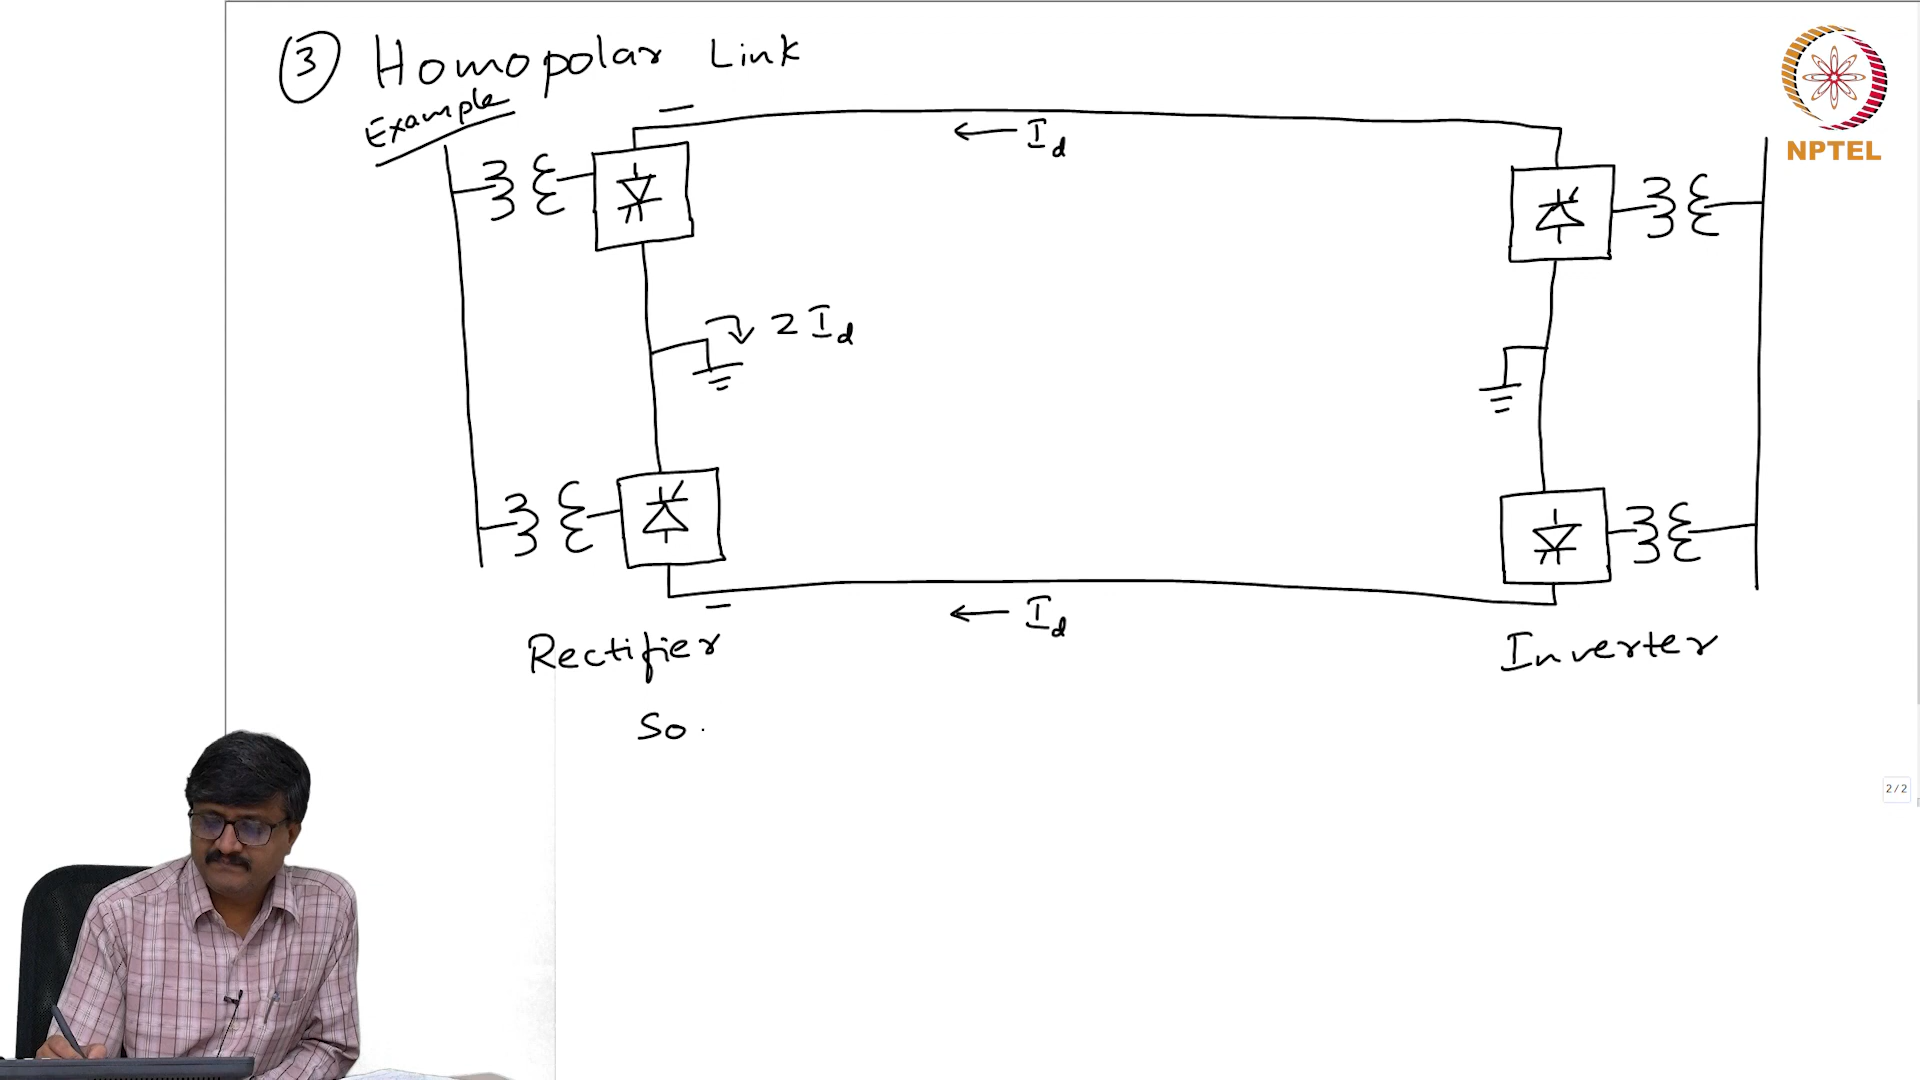 ③ Homopolar Link
Example
NPTEL
−
← I_d
2 I_d
−
← I_d
Rectifier
Inverter
So.
2/2